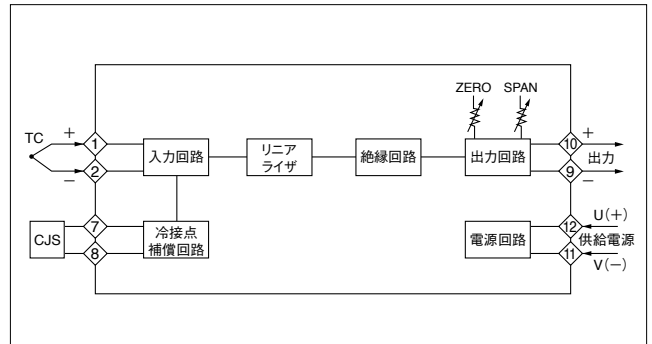 ZERO SPAN
TC
+
1
−
2
入力回路
リニア
ライザ
絶縁回路
出力回路
10
+
出力
9
−
CJS
7
8
冷接点
補償回路
電源回路
12
U(+)
供給電源
11
V(−)